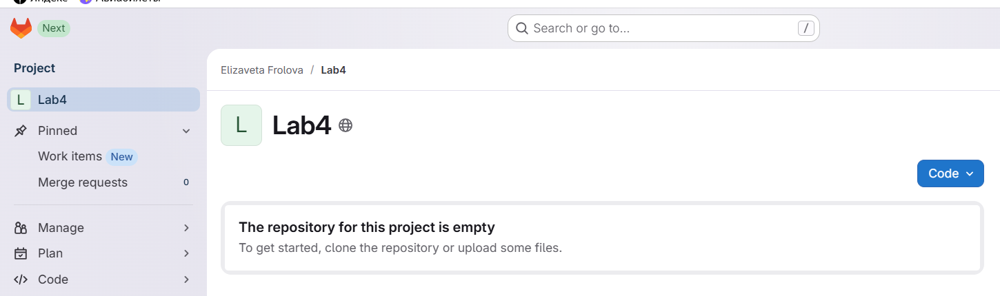 Яндекс Авиабилеты
Next
Search or go to... /
Project
Elizaveta Frolova / Lab4
L Lab4
L Lab4
Pinned
Work items New
Merge requests 0
Code
The repository for this project is empty
To get started, clone the repository or upload some files.
Manage
Plan
Code